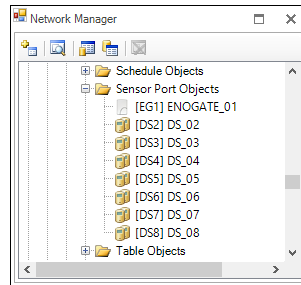 Network Manager
Schedule Objects
Sensor Port Objects
[EG1] ENOGATE_01
[DS2] DS_02
[DS3] DS_03
[DS4] DS_04
[DS5] DS_05
[DS6] DS_06
[DS7] DS_07
[DS8] DS_08
Table Objects